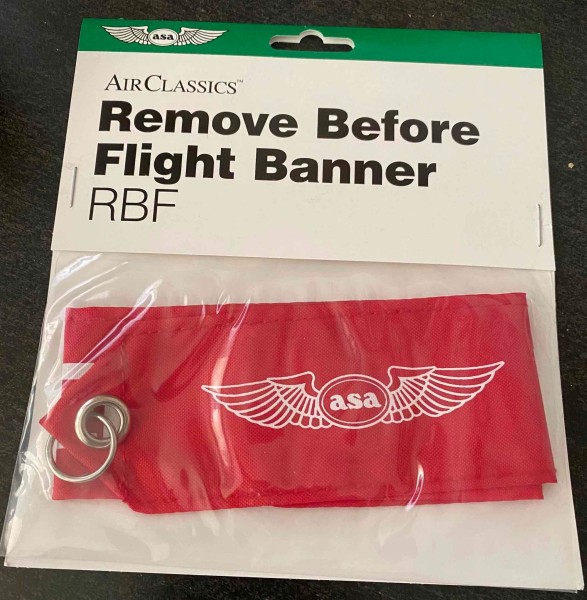 asa
AIRCLASSICS™
Remove Before
Flight Banner
RBF
asa